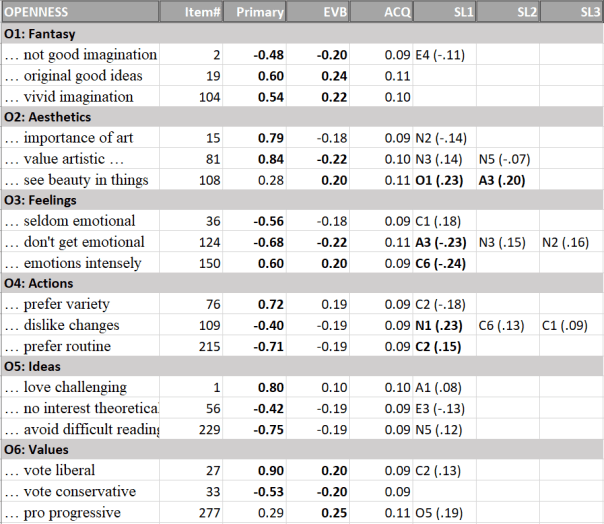 OPENNESS Item# Primary EVB ACQ SL1 SL2 SL3
O1: Fantasy
… not good imagination 2 -0.48 -0.20 0.09 E4 (-.11)
… original good ideas 19 0.60 0.24 0.11
… vivid imagination 104 0.54 0.22 0.10
O2: Aesthetics
… importance of art 15 0.79 -0.18 0.09 N2 (-.14)
… value artistic … 81 0.84 -0.22 0.10 N3 (.14) N5 (-.07)
… see beauty in things 108 0.28 0.20 0.11 O1 (.23) A3 (.20)
O3: Feelings
… seldom emotional 36 -0.56 -0.18 0.09 C1 (.18)
… don't get emotional 124 -0.68 -0.22 0.11 A3 (-.23) N3 (.15) N2 (.16)
… emotions intensely 150 0.60 0.20 0.09 C6 (-.24)
O4: Actions
… prefer variety 76 0.72 0.19 0.09 C2 (-.18)
… dislike changes 109 -0.40 -0.19 0.09 N1 (.23) C6 (.13) C1 (.09)
… prefer routine 215 -0.71 -0.19 0.09 C2 (.15)
O5: Ideas
… love challenging 1 0.80 0.10 0.10 A1 (.08)
… no interest theoretica 56 -0.42 -0.19 0.09 E3 (-.13)
… avoid difficult reading 229 -0.75 -0.19 0.09 N5 (.12)
O6: Values
… vote liberal 27 0.90 0.20 0.09 C2 (.13)
… vote conservative 33 -0.53 -0.20 0.09
… pro progressive 277 0.29 0.25 0.11 O5 (.19)